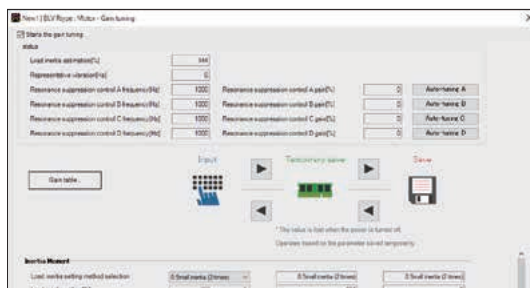 New1 | BLV Rtype : Motor - Gain tuning
Starts the gain tuning
status
Load inertia estimation[%]
Representative vibration[Hz] 0
Resonance suppression control A frequency[Hz] 1000 Resonance suppression control A gain[%] 0 Auto-tuning A
Resonance suppression control B frequency[Hz] 1000 Resonance suppression control B gain[%] 0 Auto-tuning B
Resonance suppression control C frequency[Hz] 1000 Resonance suppression control C gain[%] 0 Auto-tuning C
Resonance suppression control D frequency[Hz] 1000 Resonance suppression control D gain[%] 0 Auto-tuning D
Input Temporary save Save
Gain table...
* The value is lost when the power is turned off.
Operates based on the parameter saved temporarily.
Inertia Moment
Load inertia setting method selection 0:Small inertia (2 times) 0:Small inertia (2 times) 0:Small inertia (2 times)